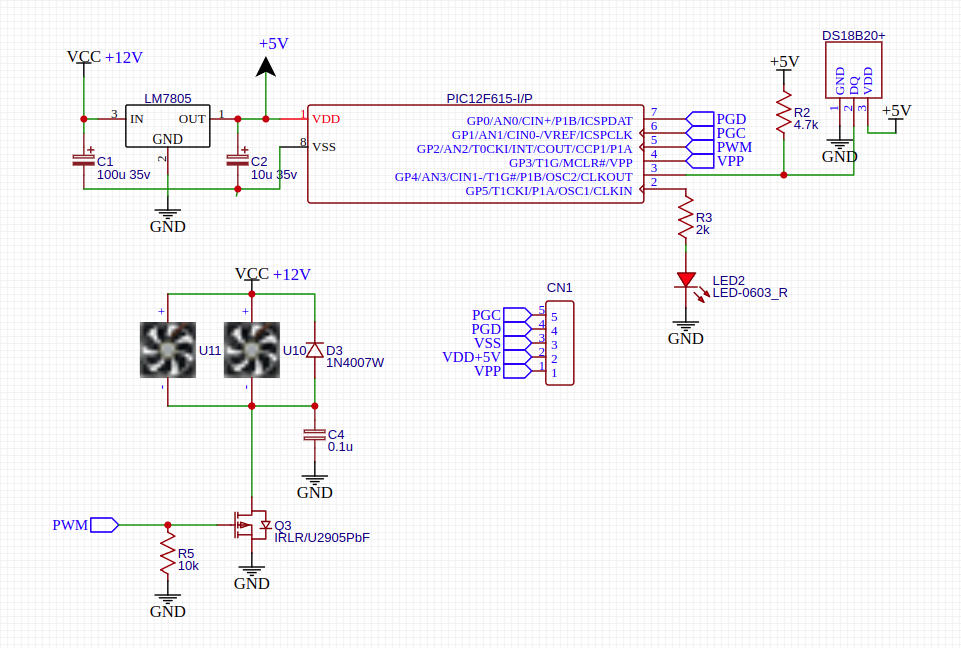 VCC +12V
+5V
LM7805
3
IN
OUT
1
GND
2
C1
100u 35v
C2
10u 35v
GND
PIC12F615-I/P
1
VDD
8
VSS
GP0/AN0/CIN+/P1B/ICSPDAT
7
PGD
GP1/AN1/CIN0-/VREF/ICSPCLK
6
PGC
GP2/AN2/T0CKI/INT/COUT/CCP1/P1A
5
PWM
GP3/T1G/MCLR#/VPP
4
VPP
GP4/AN3/CIN1-/T1G#/P1B/OSC2/CLKOUT
3
GP5/T1CKI/P1A/OSC1/CLKIN
2
+5V
R2
4.7k
DS18B20+
GND
DQ
VDD
1
2
3
+5V
GND
R3
2k
LED2
LED-0603_R
GND
VCC +12V
+
+
U11
U10
-
-
D3
1N4007W
C4
0.1u
GND
CN1
PGC
5
5
PGD
4
4
VSS
3
3
VDD+5V
2
2
VPP
1
1
PWM
R5
10k
GND
Q3
IRLR/U2905PbF
GND